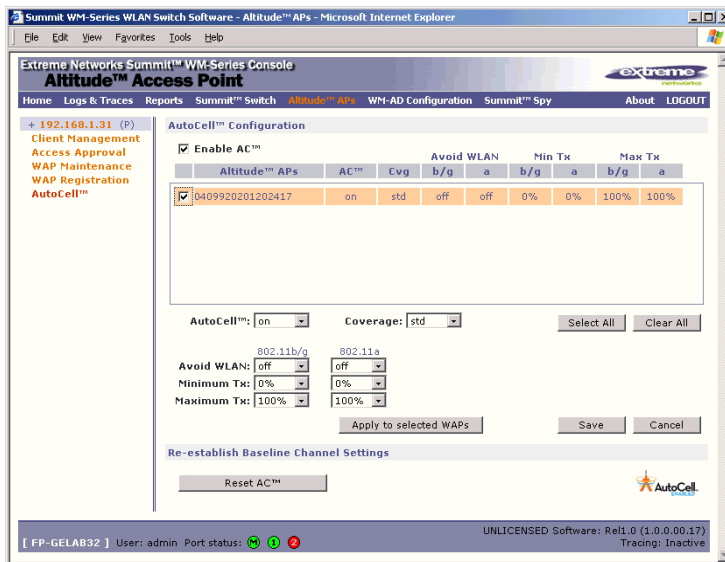 Summit WM-Series WLAN Switch Software - Altitude™ APs - Microsoft Internet Explorer
File Edit View Favorites Tools Help
Extreme Networks Summit™ WM-Series Console
Altitude™ Access Point
extreme networks
Home Logs & Traces Reports Summit™ Switch Altitude™ APs WM-AD Configuration Summit™ Spy About LOGOUT
+ 192.168.1.31 (P)
Client Management
Access Approval
WAP Maintenance
WAP Registration
AutoCell™
AutoCell™ Configuration
Enable AC™
Avoid WLAN Min Tx Max Tx
Altitude™ APs AC™ Cvg b/g a b/g a b/g a
0409920201202417 on std off off 0% 0% 100% 100%
AutoCell™: on Coverage: std Select All Clear All
802.11b/g 802.11a
Avoid WLAN: off off
Minimum Tx: 0% 0%
Maximum Tx: 100% 100%
Apply to selected WAPs Save Cancel
Re-establish Baseline Channel Settings
Reset AC™
AutoCell. ENABLED
UNLICENSED Software: Rel1.0 (1.0.0.00.17)
[ FP-GELAB32 ] User: admin Port status: M 1 2 Tracing: Inactive